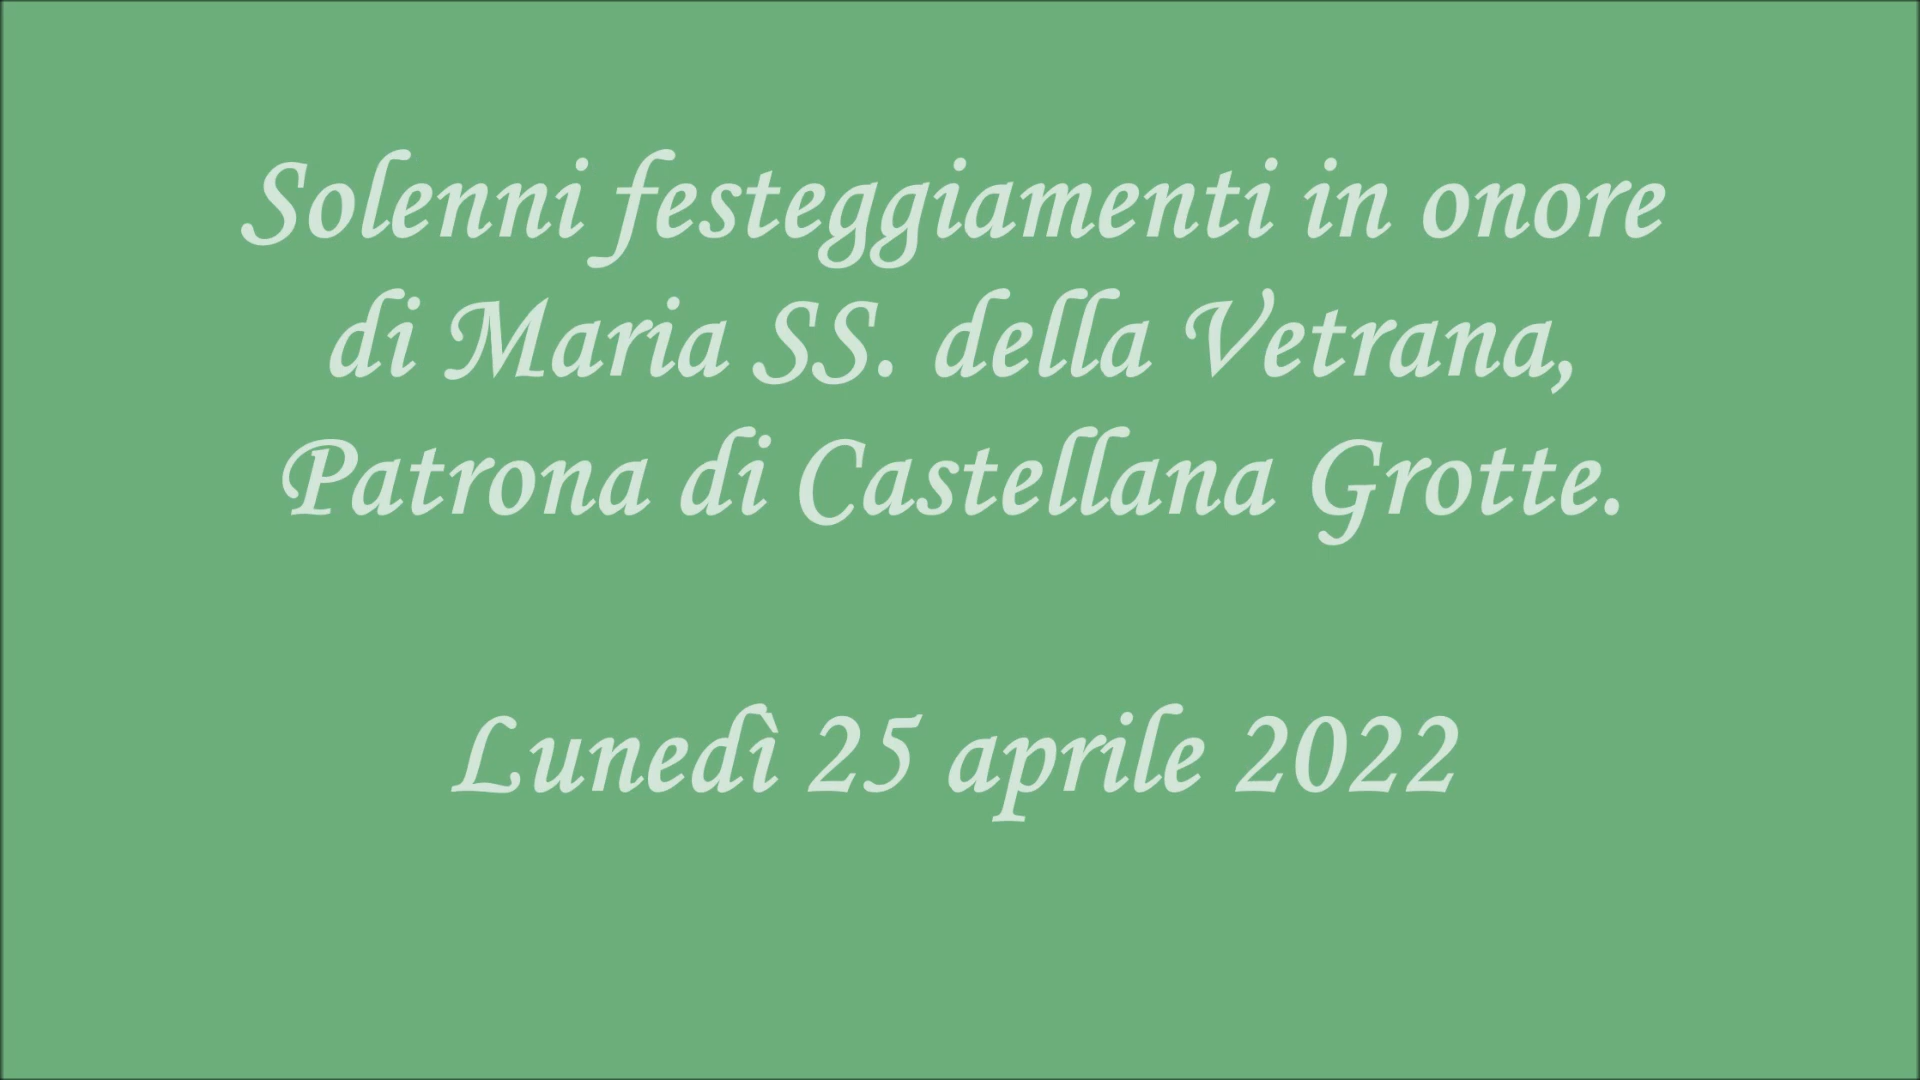 Solenni festeggiamenti in onore
di Maria SS. della Vetrana,
Patrona di Castellana Grotte.
Lunedì 25 aprile 2022